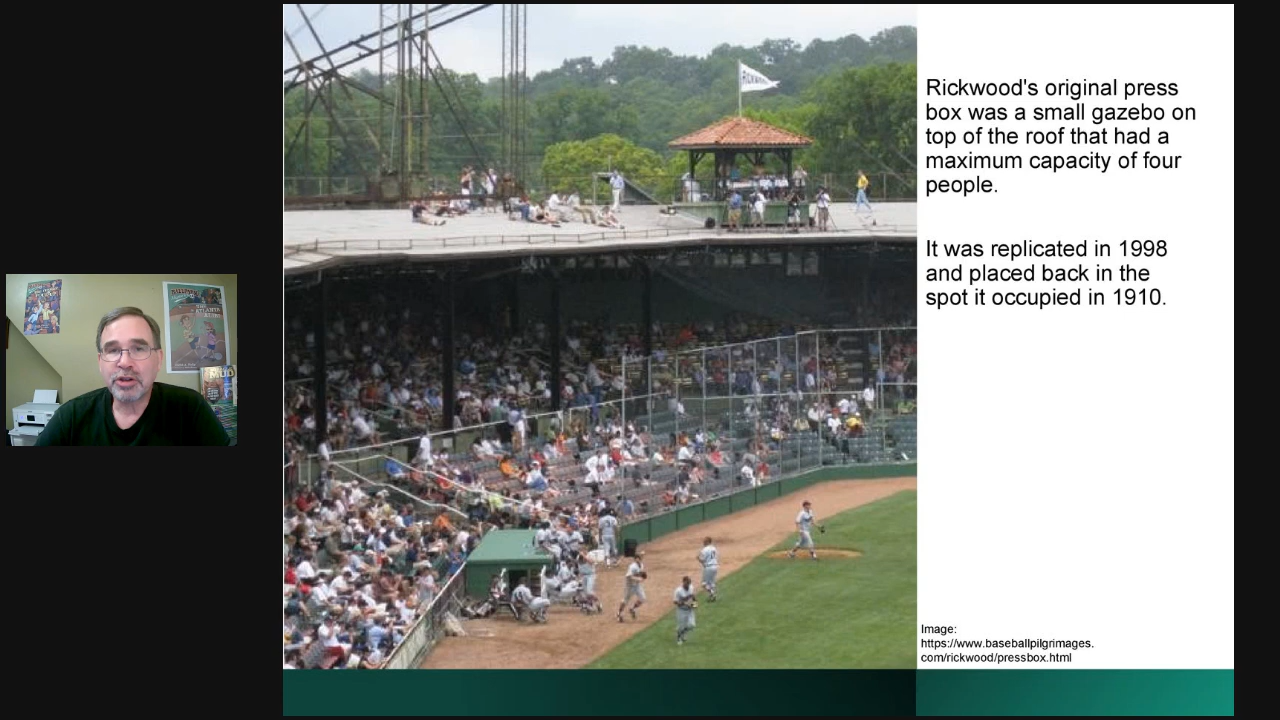 RICKWOOD
Rickwood's original press
box was a small gazebo on
top of the roof that had a
maximum capacity of four
people.
It was replicated in 1998
and placed back in the
spot it occupied in 1910.
Image:
https://www.baseballpilgrimages.
com/rickwood/pressbox.html